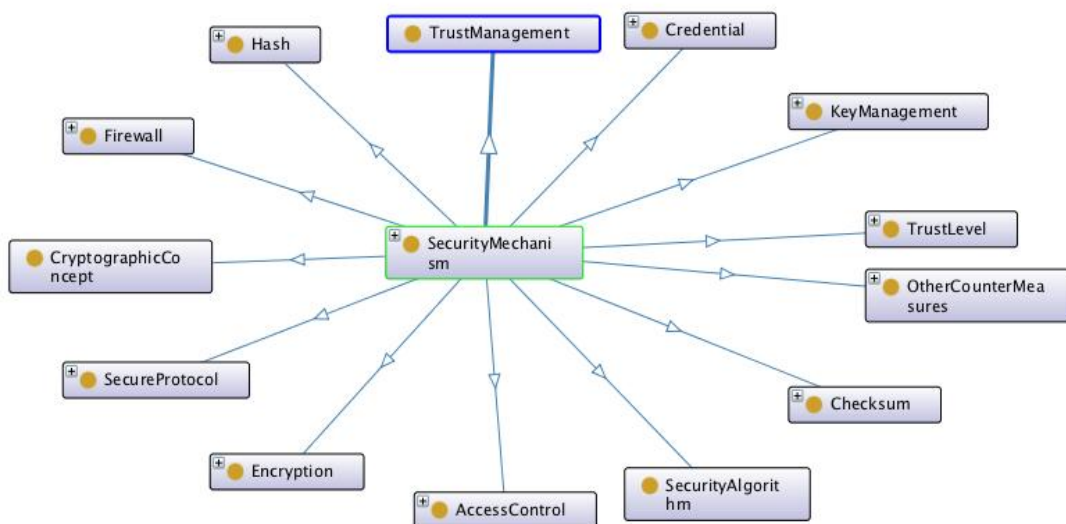 TrustManagement
Credential
Hash
KeyManagement
Firewall
TrustLevel
SecurityMechani
sm
CryptographicCo
ncept
OtherCounterMea
sures
SecureProtocol
Checksum
Encryption
SecurityAlgorit
hm
AccessControl